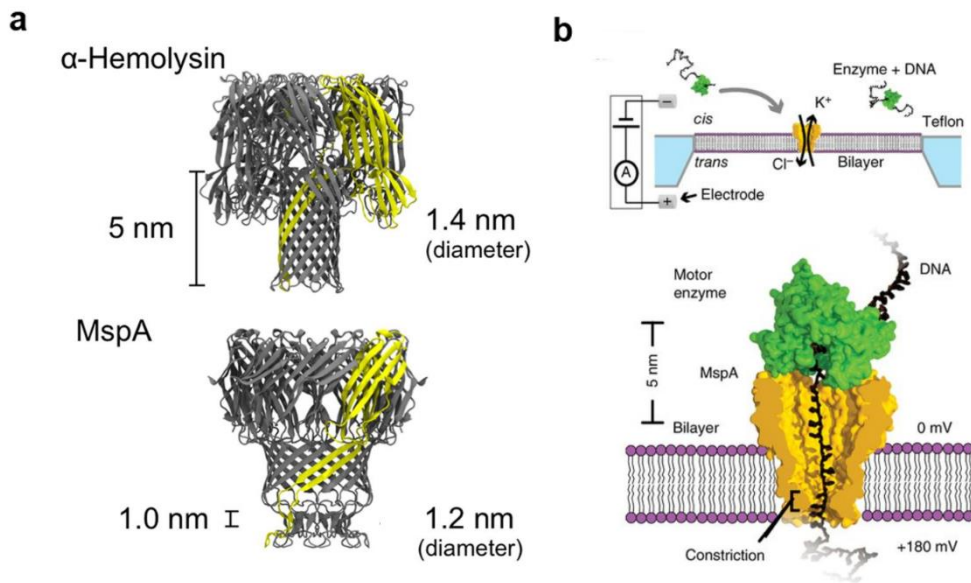 a
α-Hemolysin
5 nm
1.4 nm
(diameter)
MspA
1.0 nm
1.2 nm
(diameter)
b
Enzyme + DNA
K⁺
−
cis
Teflon
trans
Cl⁻
Bilayer
A
+
Electrode
DNA
Motor
enzyme
5 nm
MspA
Bilayer
0 mV
Constriction
+180 mV